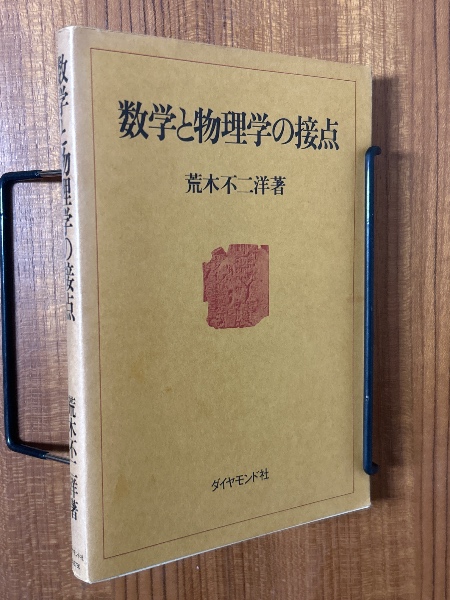 数学と物理学の接点
荒木不二洋著
ダイヤモンド社
数学と物理学の接点
荒木不二洋著